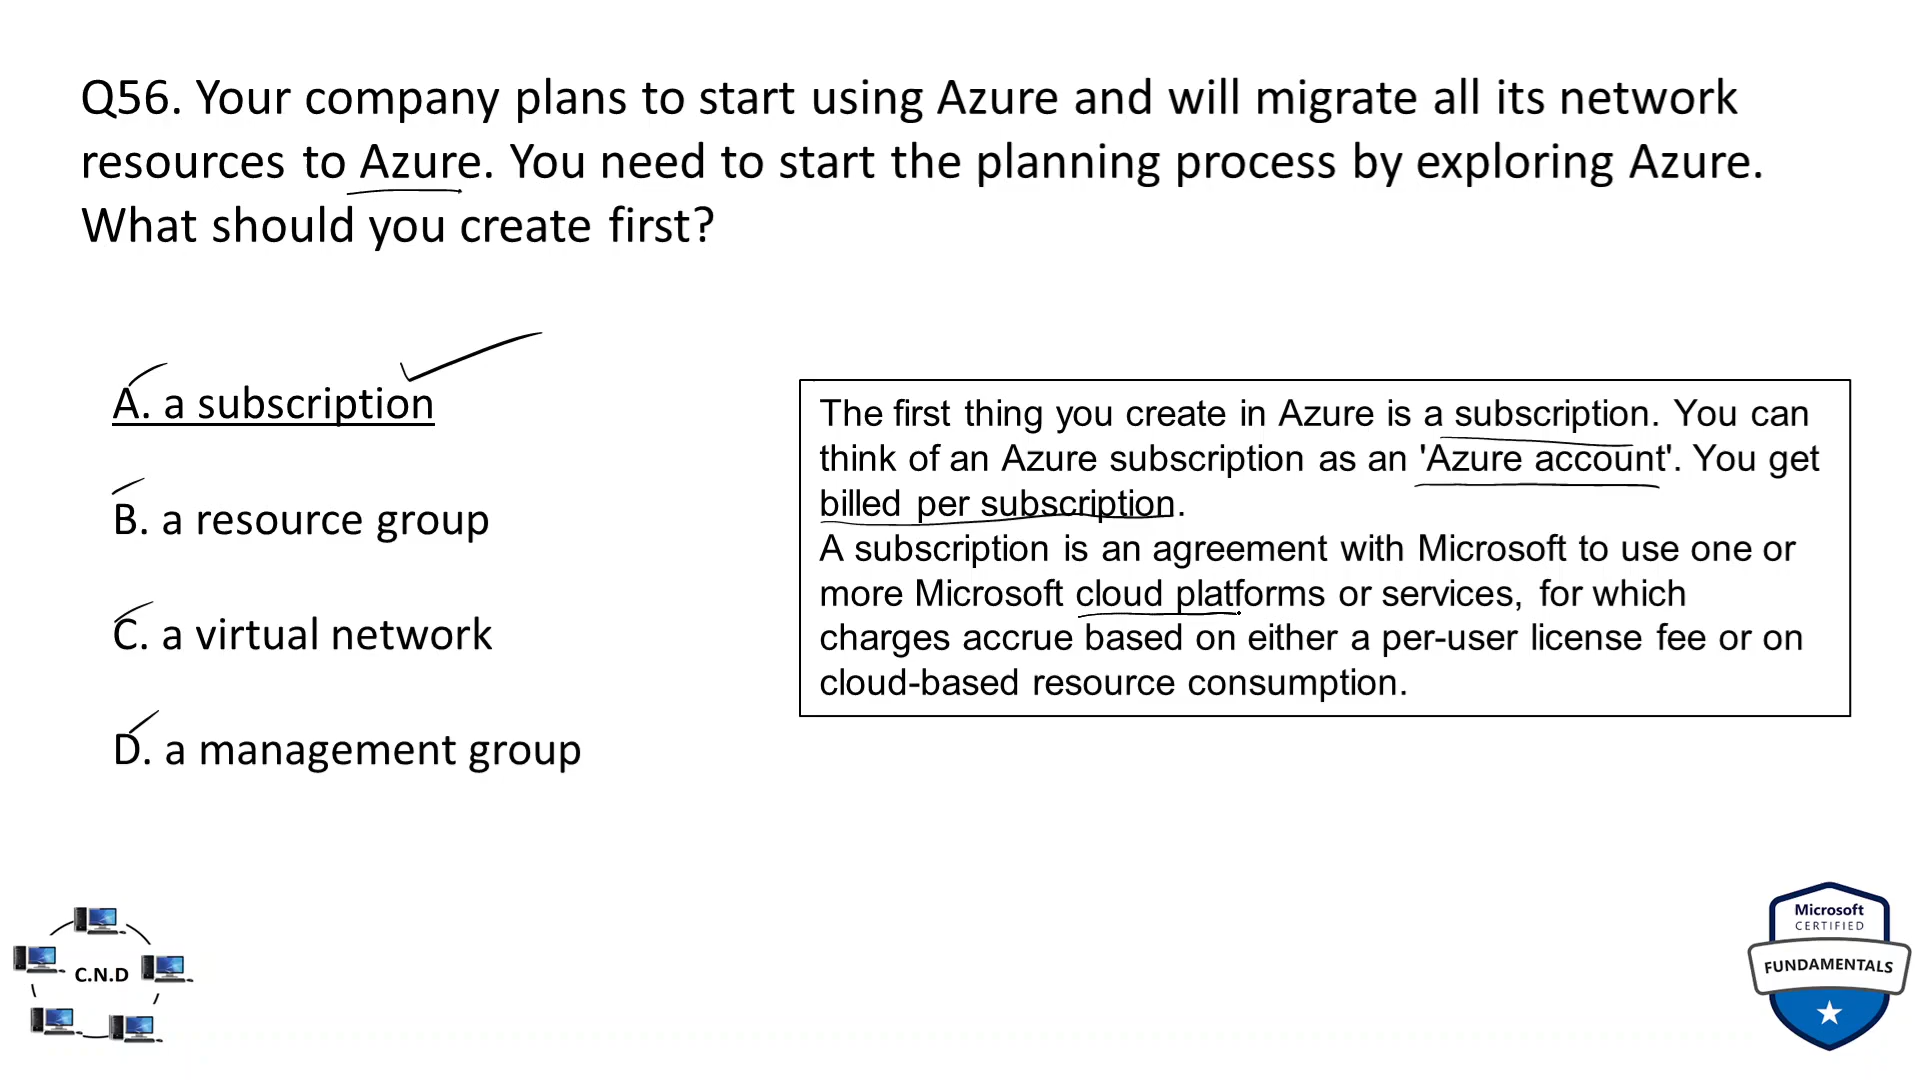 Q56. Your company plans to start using Azure and will migrate all its network
resources to Azure. You need to start the planning process by exploring Azure.
What should you create first?
A. a subscription
B. a resource group
C. a virtual network
D. a management group
The first thing you create in Azure is a subscription. You can
think of an Azure subscription as an 'Azure account'. You get
billed per subscription.
A subscription is an agreement with Microsoft to use one or
more Microsoft cloud platforms or services, for which
charges accrue based on either a per-user license fee or on
cloud-based resource consumption.
C.N.D
Microsoft
CERTIFIED
FUNDAMENTALS